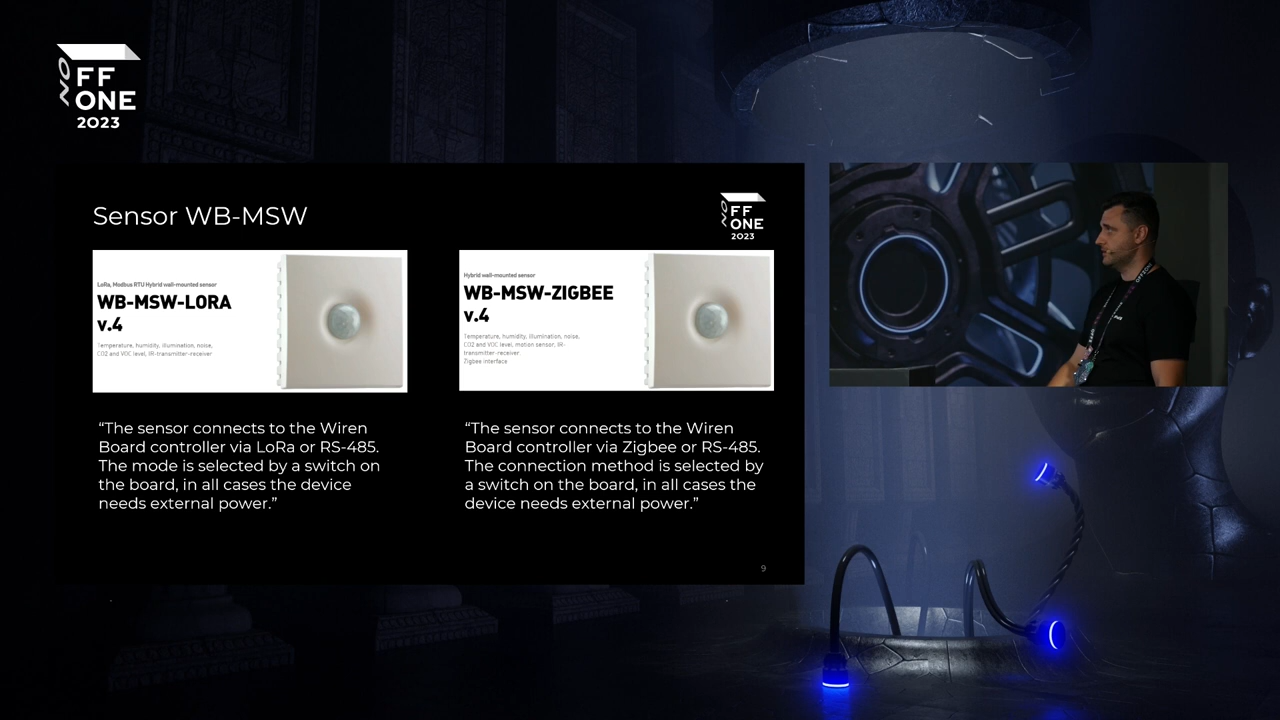 NO
FF
ONE
2023
Sensor WB-MSW
NO
FF
ONE
2023
LoRa, Modbus RTU Hybrid wall-mounted sensor
WB-MSW-LORA
v.4
Temperature, humidity, illumination, noise,
CO2 and VOC level, IR-transmitter-receiver
Hybrid wall-mounted sensor
WB-MSW-ZIGBEE
v.4
Temperature, humidity, illumination, noise,
CO2 and VOC level, motion sensor, IR-
transmitter-receiver
Zigbee interface
“The sensor connects to the Wiren
Board controller via LoRa or RS-485.
The mode is selected by a switch on
the board, in all cases the device
needs external power.”
“The sensor connects to the Wiren
Board controller via Zigbee or RS-485.
The connection method is selected by
a switch on the board, in all cases the
device needs external power.”
9